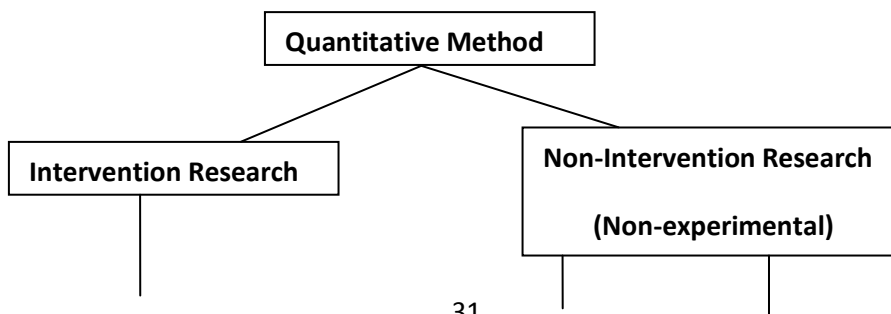 Quantitative Method
Intervention Research
Non-Intervention Research
(Non-experimental)
31